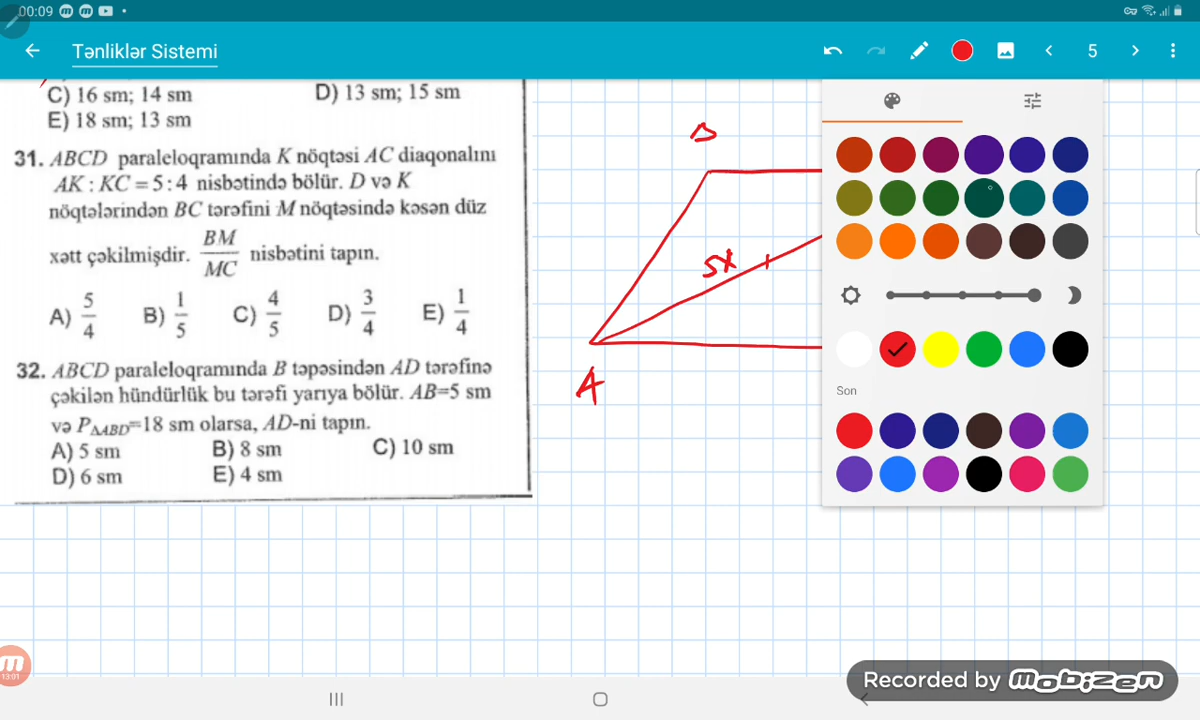 00:09
Tənliklər Sistemi
5
C) 16 sm; 14 sm D) 13 sm; 15 sm
E) 18 sm; 13 sm
31. ABCD paraleloqramında K nöqtəsi AC diaqonalını
AK : KC = 5 : 4 nisbətində bölür. D və K
nöqtələrindən BC tərəfini M nöqtəsində kəsən düz
xətt çəkilmişdir. BM/MC nisbətini tapın.
A) 5/4 B) 1/5 C) 4/5 D) 3/4 E) 1/4
32. ABCD paraleloqramında B təpəsindən AD tərəfinə
çəkilən hündürlük bu tərəfi yarıya bölür. AB=5 sm
və P△ABD=18 sm olarsa, AD-ni tapın.
A) 5 sm B) 8 sm C) 10 sm
D) 6 sm E) 4 sm
5x
A
Son
13:01
Recorded by mobizen